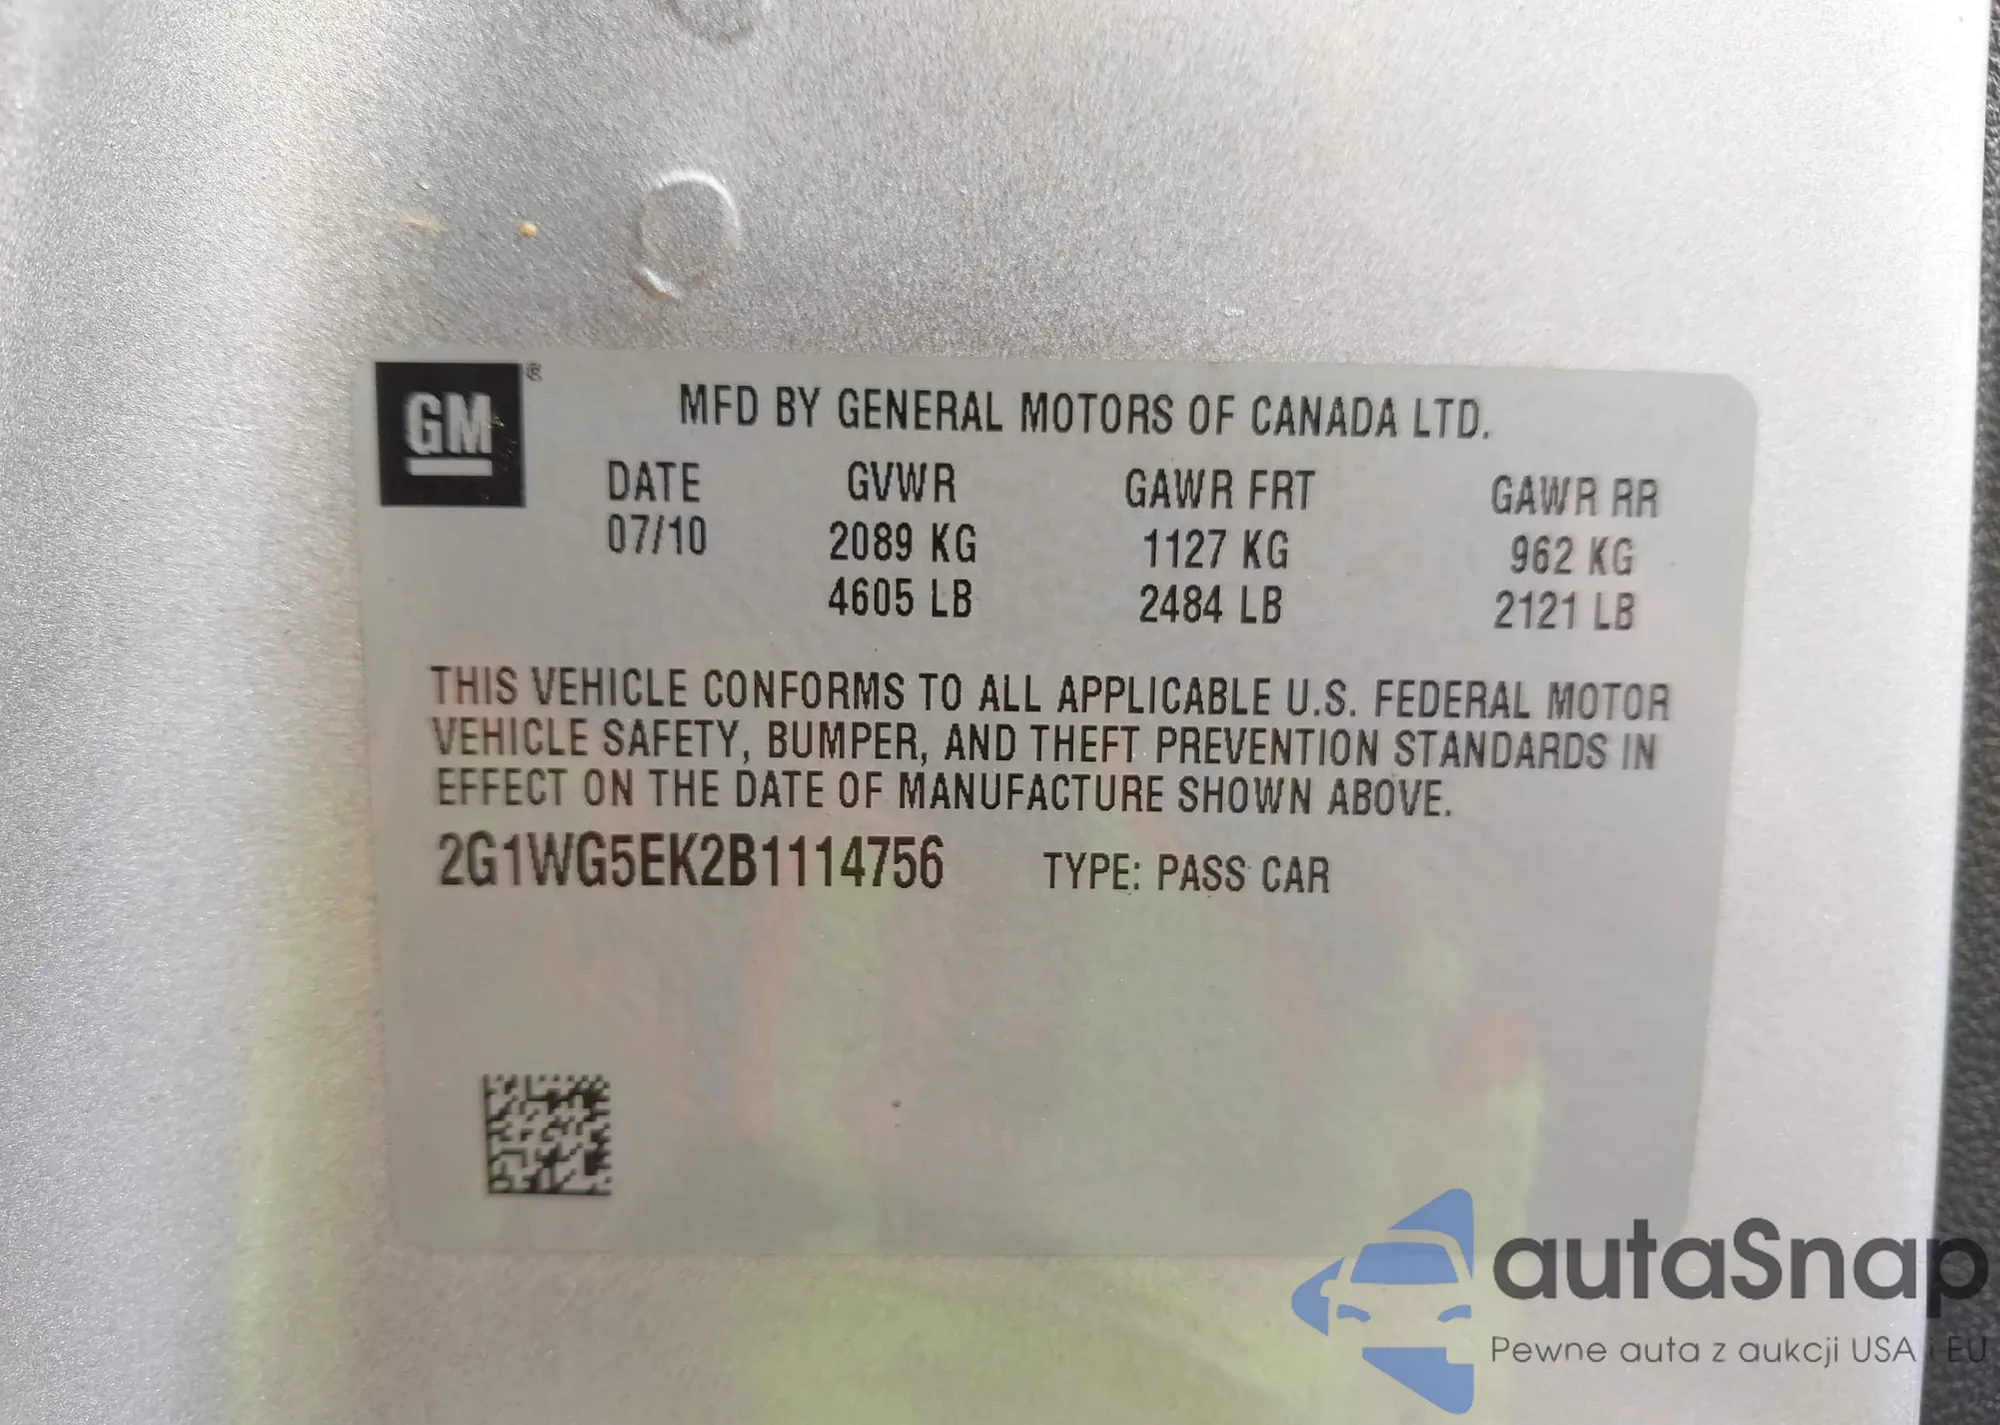 GM®
MFD BY GENERAL MOTORS OF CANADA LTD.
DATE GVWR GAWR FRT GAWR RR
07/10 2089 KG 1127 KG 962 KG
4605 LB 2484 LB 2121 LB
THIS VEHICLE CONFORMS TO ALL APPLICABLE U.S. FEDERAL MOTOR
VEHICLE SAFETY, BUMPER, AND THEFT PREVENTION STANDARDS IN
EFFECT ON THE DATE OF MANUFACTURE SHOWN ABOVE.
2G1WG5EK2B1114756 TYPE: PASS CAR
autaSnap
Pewne auta z aukcji USA i EU